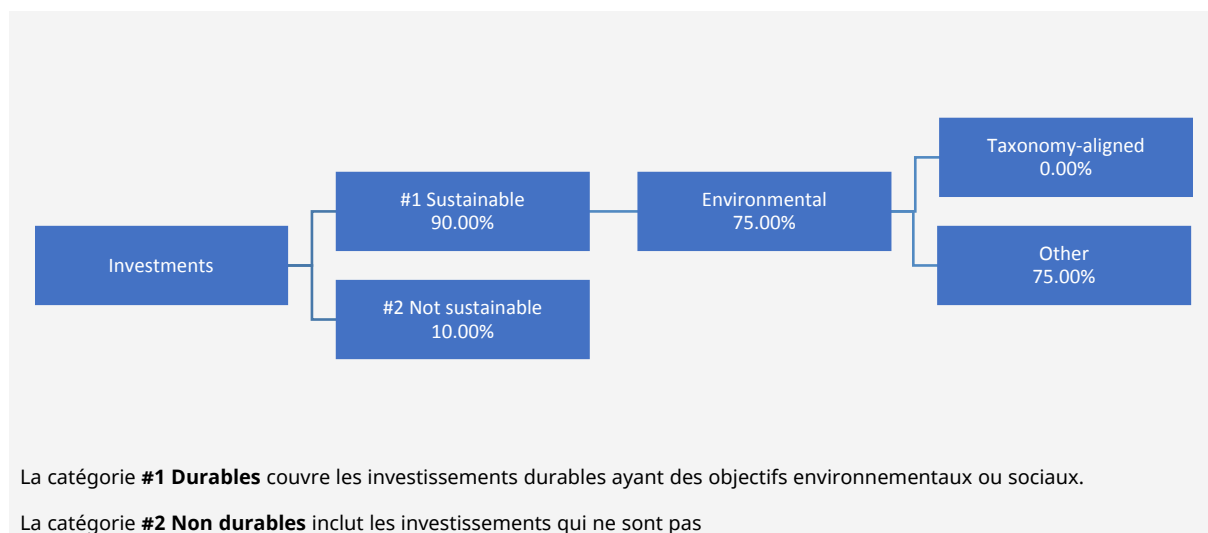 Taxonomy-aligned
0.00%
#1 Sustainable
90.00%
Environmental
75.00%
Investments
Other
75.00%
#2 Not sustainable
10.00%
La catégorie #1 Durables couvre les investissements durables ayant des objectifs environnementaux ou sociaux.
La catégorie #2 Non durables inclut les investissements qui ne sont pas